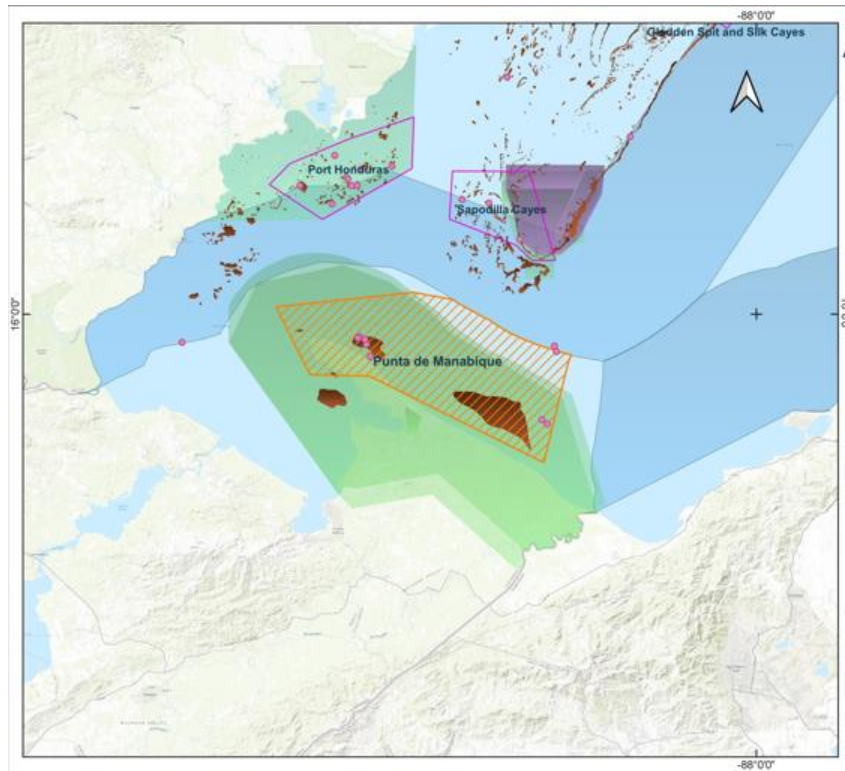 -88°0'0"
Gladden Spit and Silk Cayes
Port Honduras
Sapodilla Cayes
16°0'0"
Punta de Manabique
-88°0'0"